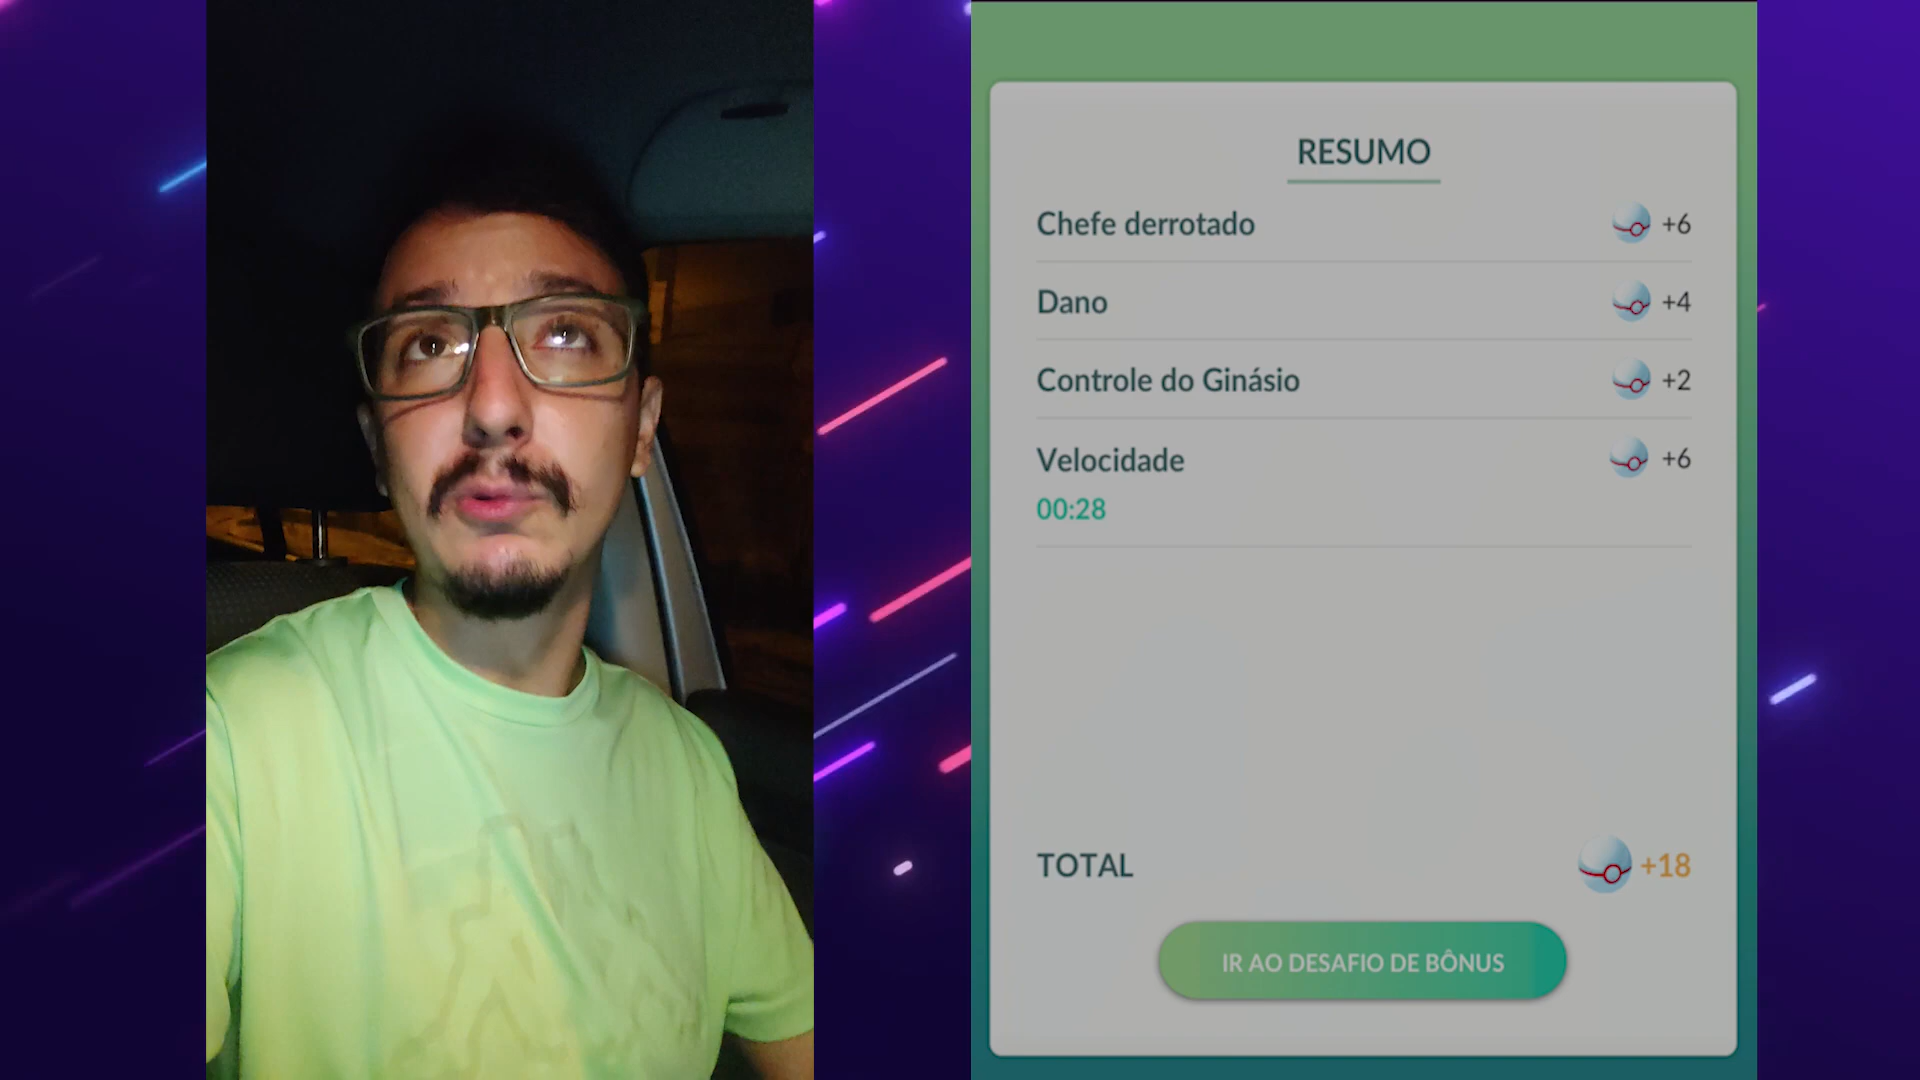 RESUMO
Chefe derrotado +6
Dano +4
Controle do Ginásio +2
Velocidade +6
00:28
TOTAL +18
IR AO DESAFIO DE BÔNUS